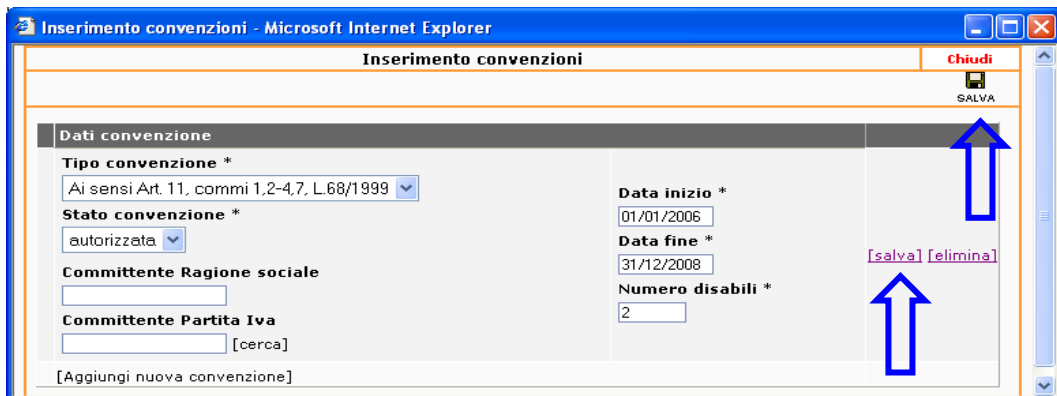 Inserimento convenzioni - Microsoft Internet Explorer
Inserimento convenzioni
Chiudi
SALVA
Dati convenzione
Tipo convenzione *
Ai sensi Art. 11, commi 1,2-4,7, L.68/1999
Stato convenzione *
autorizzata
Committente Ragione sociale
Committente Partita Iva
[cerca]
Data inizio *
01/01/2006
Data fine *
31/12/2008
Numero disabili *
2
[salva] [elimina]
[Aggiungi nuova convenzione]